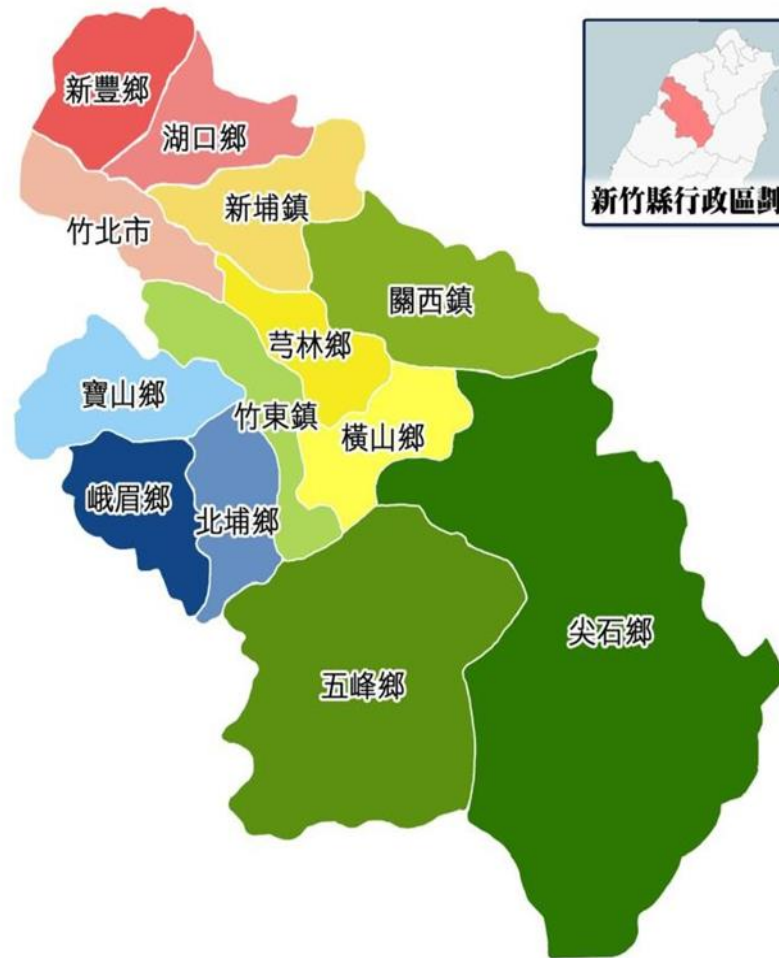 新豐鄉
湖口鄉
新埔鎮
竹北市
關西鎮
芎林鄉
寶山鄉
竹東鎮
橫山鄉
峨眉鄉
北埔鄉
尖石鄉
五峰鄉
新竹縣行政區劃